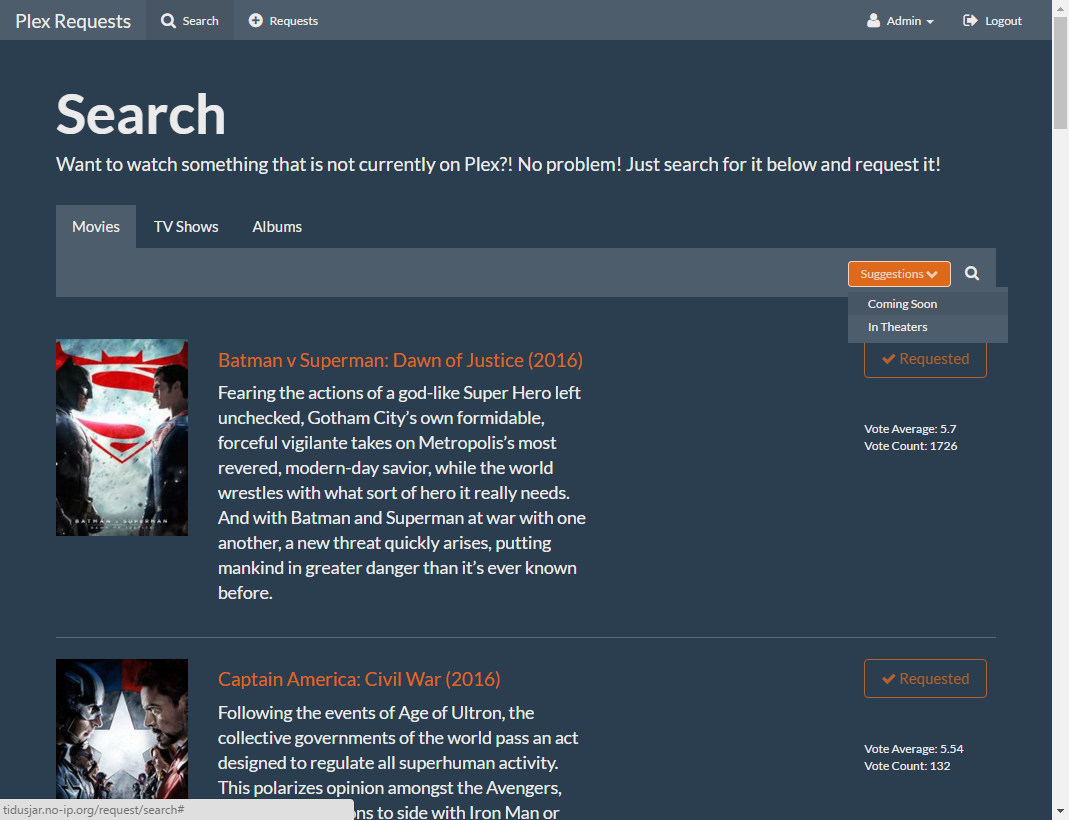 Plex Requests
Search
Requests
Admin
Logout
Search
Want to watch something that is not currently on Plex?! No problem! Just search for it below and request it!
Movies
TV Shows
Albums
Suggestions
Coming Soon
In Theaters
Batman v Superman: Dawn of Justice (2016)
Requested
Fearing the actions of a god-like Super Hero left
unchecked, Gotham City’s own formidable,
forceful vigilante takes on Metropolis’s most
revered, modern-day savior, while the world
wrestles with what sort of hero it really needs.
And with Batman and Superman at war with one
another, a new threat quickly arises, putting
mankind in greater danger than it’s ever known
before.
Vote Average: 5.7
Vote Count: 1726
BATMAN v SUPERMAN
Captain America: Civil War (2016)
Requested
Following the events of Age of Ultron, the
collective governments of the world pass an act
designed to regulate all superhuman activity.
This polarizes opinion amongst the Avengers,
to side with Iron Man or
Vote Average: 5.54
Vote Count: 132
tidusjar.no-ip.org/request/search#